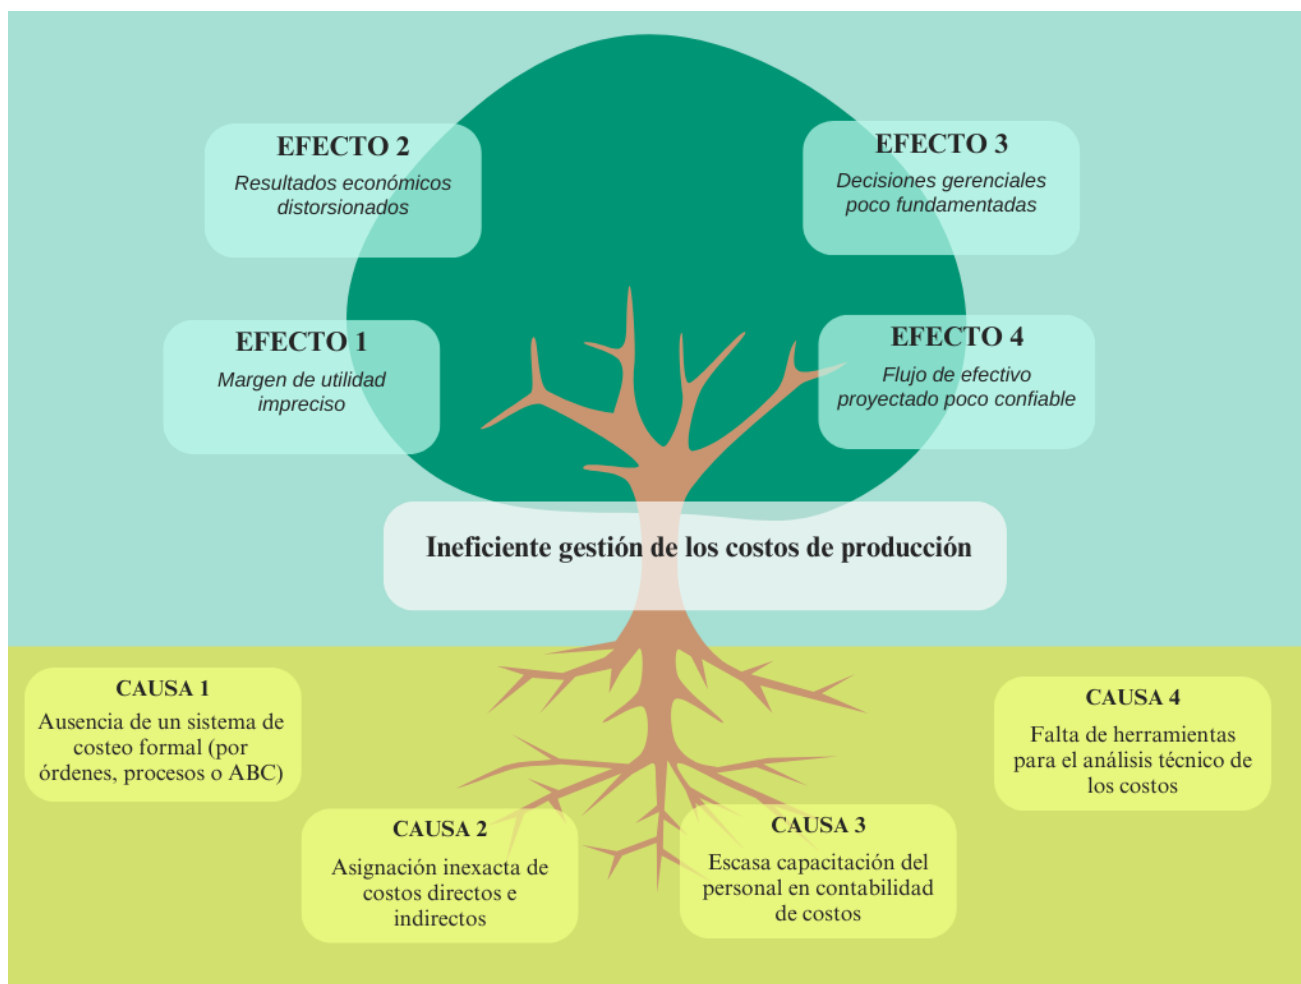 EFECTO 2
Resultados económicos
distorsionados
EFECTO 3
Decisiones gerenciales
poco fundamentadas
EFECTO 1
Margen de utilidad
impreciso
EFECTO 4
Flujo de efectivo
proyectado poco confiable
Ineficiente gestión de los costos de producción
CAUSA 1
Ausencia de un sistema de
costeo formal (por
órdenes, procesos o ABC)
CAUSA 2
Asignación inexacta de
costos directos e
indirectos
CAUSA 3
Escasa capacitación del
personal en contabilidad
de costos
CAUSA 4
Falta de herramientas
para el análisis técnico de
los costos